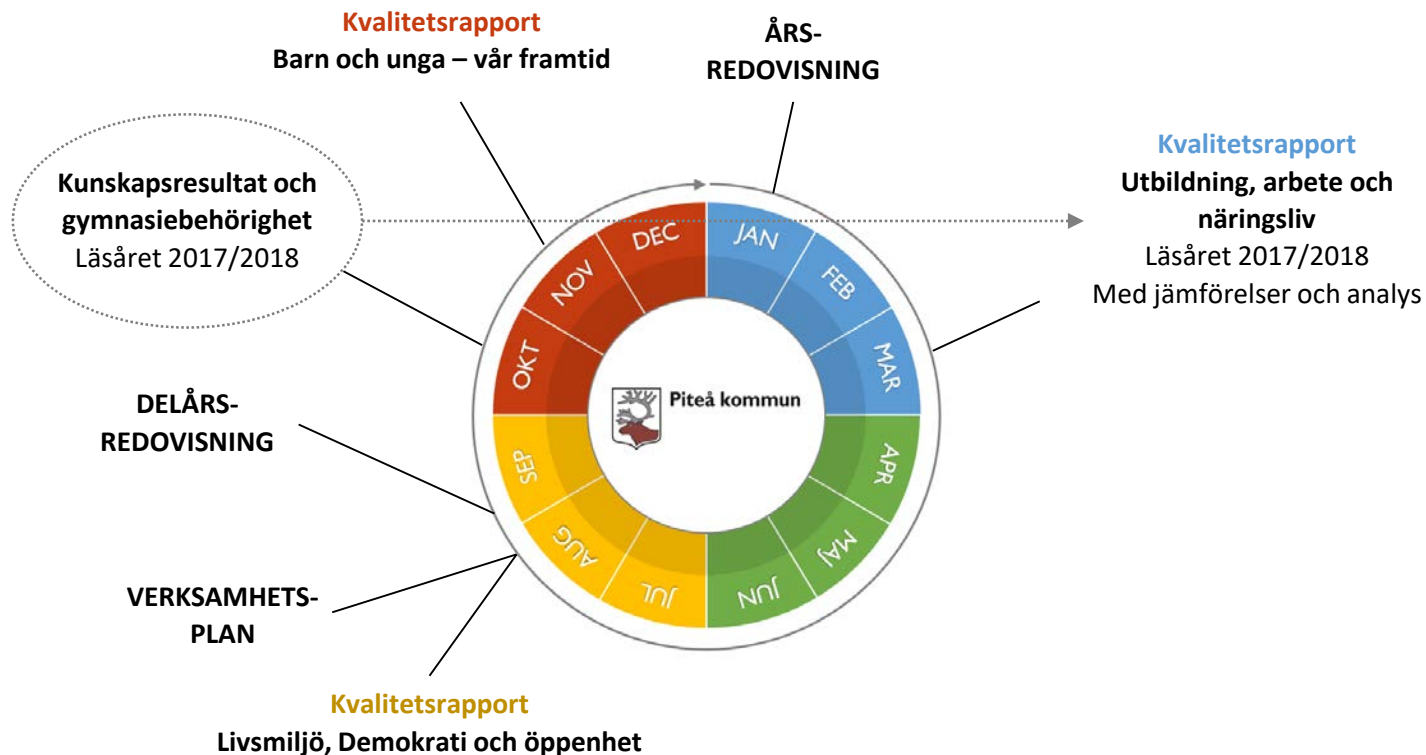 Kvalitetsrapport
Barn och unga – vår framtid
ÅRS-
REDOVISNING
Kvalitetsrapport
Utbildning, arbete och
näringsliv
Läsåret 2017/2018
Med jämförelser och analys
Kunskapsresultat och
gymnasiebehörighet
Läsåret 2017/2018
JAN
FEB
MAR
APR
MAJ
JUN
JUL
AUG
SEP
OKT
NOV
DEC
Piteå kommun
DELÅRS-
REDOVISNING
VERKSAMHETS-
PLAN
Kvalitetsrapport
Livsmiljö, Demokrati och öppenhet